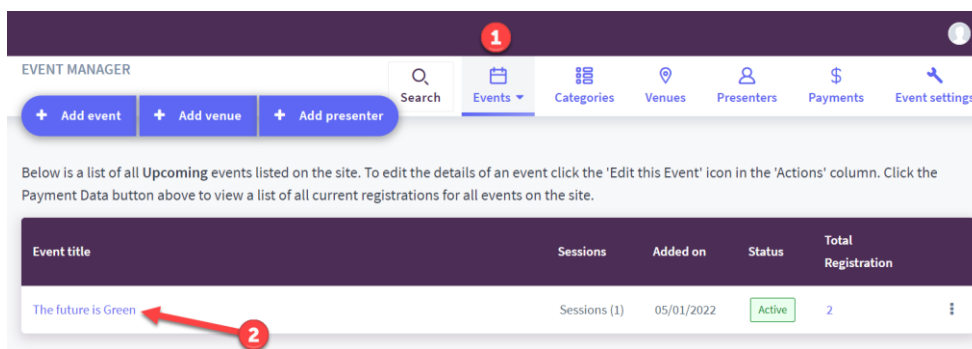 1
EVENT MANAGER
Search
Events
Categories
Venues
Presenters
Payments
Event settings
+ Add event
+ Add venue
+ Add presenter
Below is a list of all Upcoming events listed on the site. To edit the details of an event click the 'Edit this Event' icon in the 'Actions' column. Click the
Payment Data button above to view a list of all current registrations for all events on the site.
Event title Sessions Added on Status Total Registration
The future is Green Sessions (1) 05/01/2022 Active 2
2